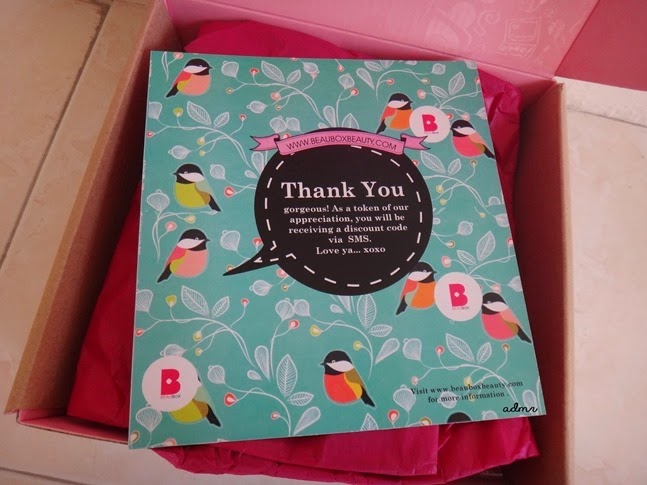 WWW.BEAUBOXBEAUTY.COM
Thank You
gorgeous! As a token of our
appreciation, you will be
receiving a discount code
via SMS.
Love ya... xoxo
B
B
B
BEAUBOX
Visit www.beauboxbeauty.com
for more information
admr